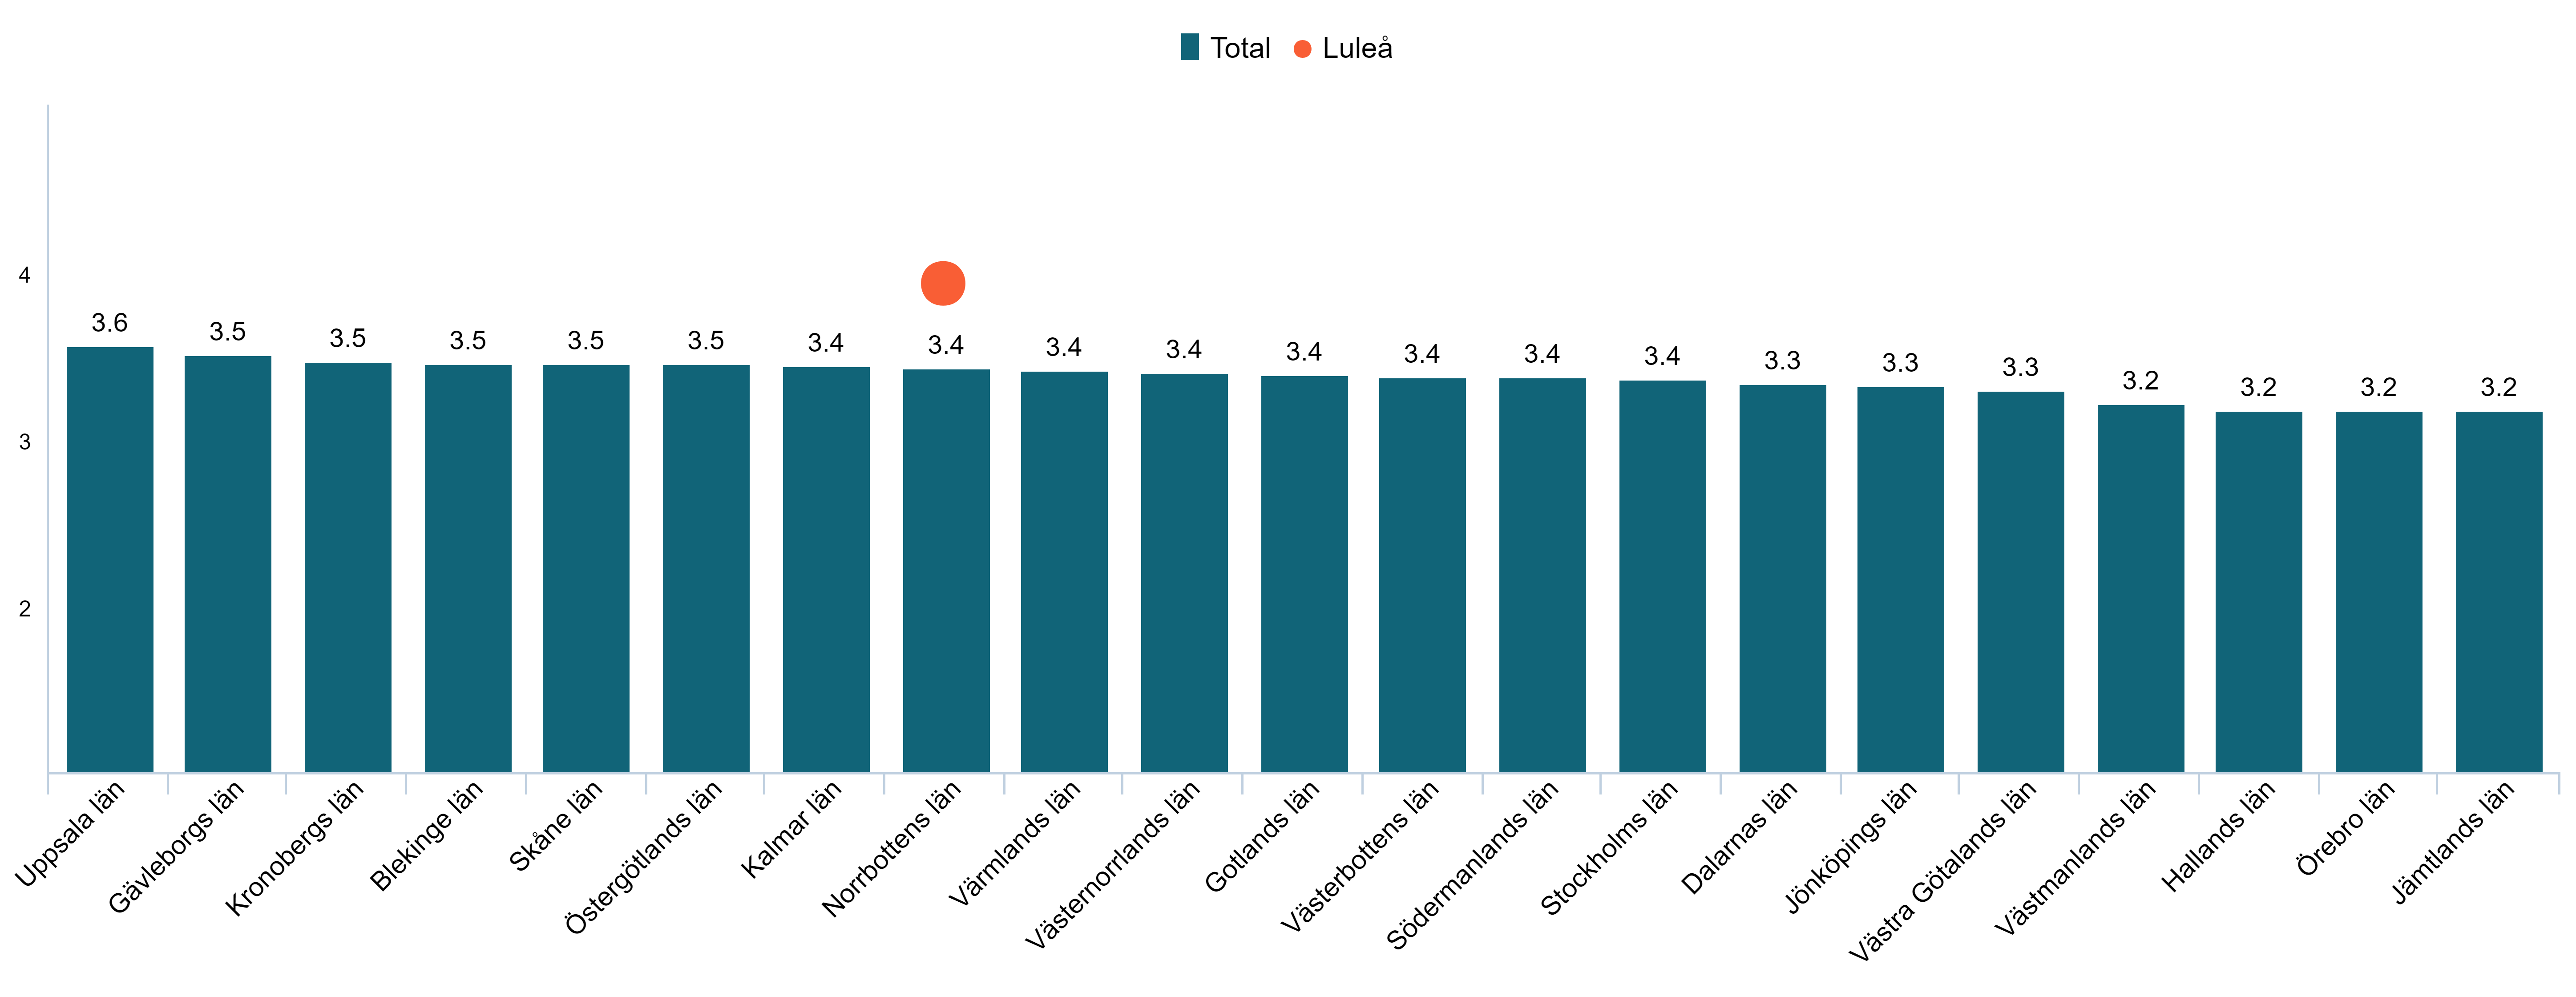 Total Luleå
4
3
2
3.6 3.5 3.5 3.5 3.5 3.5 3.4 3.4 3.4 3.4 3.4 3.4 3.4 3.4 3.3 3.3 3.3 3.2 3.2 3.2 3.2
Uppsala län
Gävleborgs län
Kronobergs län
Blekinge län
Skåne län
Östergötlands län
Kalmar län
Norrbottens län
Värmlands län
Västernorrlands län
Gotlands län
Västerbottens län
Södermanlands län
Stockholms län
Dalarnas län
Jönköpings län
Västra Götalands län
Västmanlands län
Hallands län
Örebro län
Jämtlands län